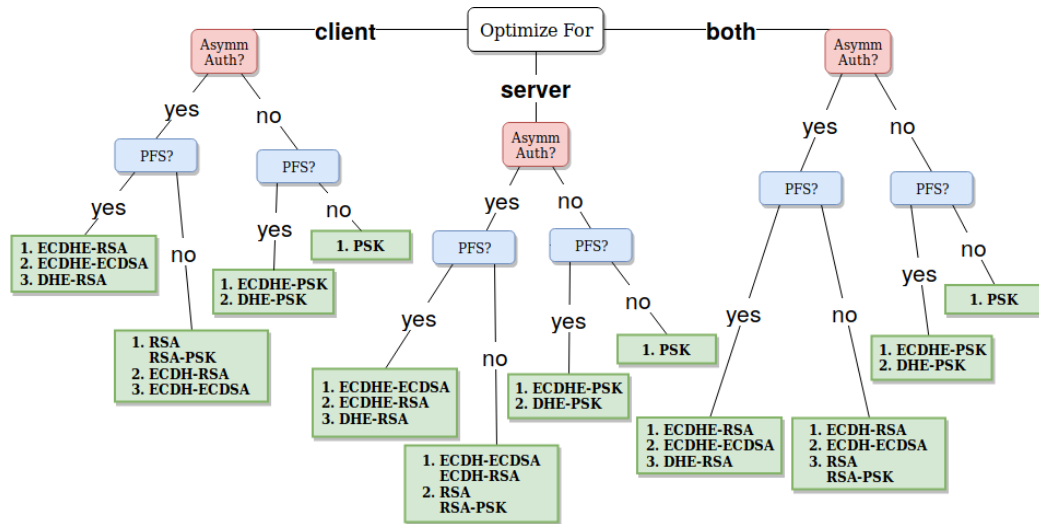 Optimize For
client
server
both
Asymm
Auth?
yes
no
PFS?
yes
no
1. ECDHE-RSA
2. ECDHE-ECDSA
3. DHE-RSA
1. RSA
RSA-PSK
2. ECDH-RSA
3. ECDH-ECDSA
PFS?
yes
no
1. ECDHE-PSK
2. DHE-PSK
1. PSK
Asymm
Auth?
yes
no
PFS?
yes
no
1. ECDHE-ECDSA
2. ECDHE-RSA
3. DHE-RSA
1. ECDH-ECDSA
ECDH-RSA
2. RSA
RSA-PSK
PFS?
yes
no
1. ECDHE-PSK
2. DHE-PSK
1. PSK
Asymm
Auth?
yes
no
PFS?
yes
no
1. ECDHE-RSA
2. ECDHE-ECDSA
3. DHE-RSA
1. ECDH-RSA
2. ECDH-ECDSA
3. RSA
RSA-PSK
PFS?
yes
no
1. ECDHE-PSK
2. DHE-PSK
1. PSK